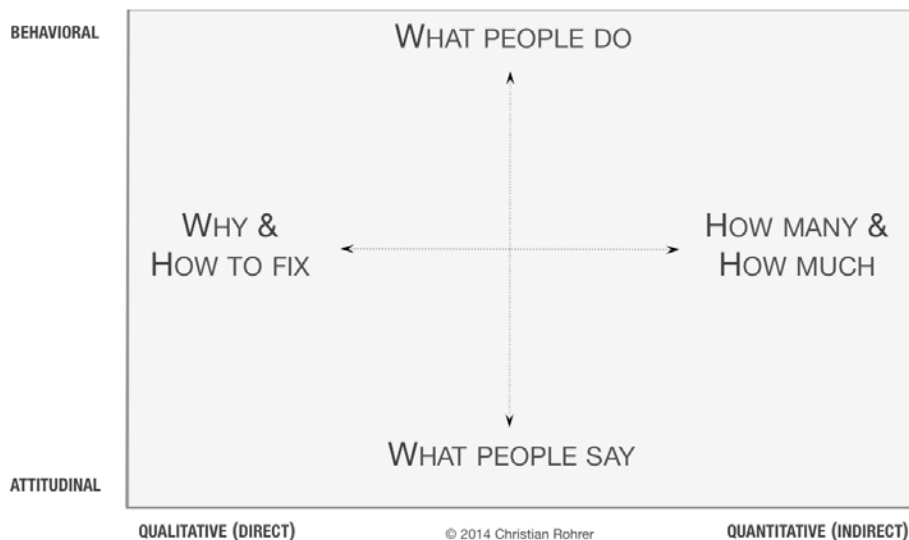 BEHAVIORAL
WHAT PEOPLE DO
WHY &
HOW TO FIX
HOW MANY &
HOW MUCH
WHAT PEOPLE SAY
ATTITUDINAL
QUALITATIVE (DIRECT)
© 2014 Christian Rohrer
QUANTITATIVE (INDIRECT)